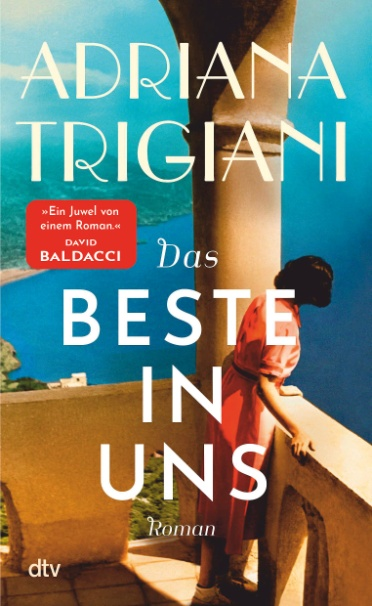 ADRIANA
TRIGIANI
»Ein Juwel von
einem Roman.«
DAVID
BALDACCI
Das
BESTE
IN
UNS
Roman
dtv